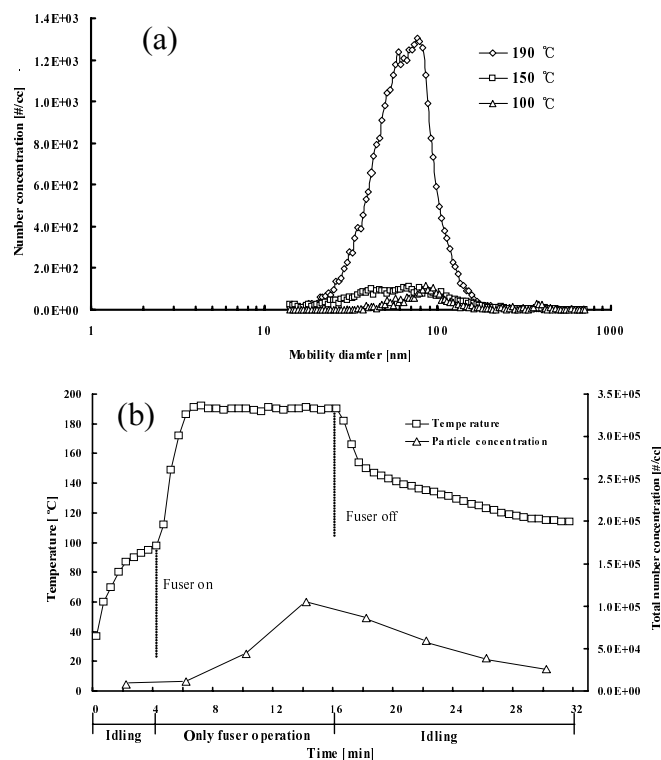 (a)
1.4E+03
1.2E+03
1.0E+03
8.0E+02
6.0E+02
4.0E+02
2.0E+02
0.0E+00
Number concentration [#/cc]
190 ℃
150 ℃
100 ℃
1 10 100 1000
Mobility diamter [nm]
(b)
200
180
160
140
120
100
80
60
40
20
0
Temperature [℃]
Temperature
Particle concentration
Fuser on
Fuser off
3.5E+05
3.0E+05
2.5E+05
2.0E+05
1.5E+05
1.0E+05
5.0E+04
0.0E+00
Total number concentration [#/cc]
0 4 8 12 16 20 24 28 32
Idling Only fuser operation Idling
Time [min]